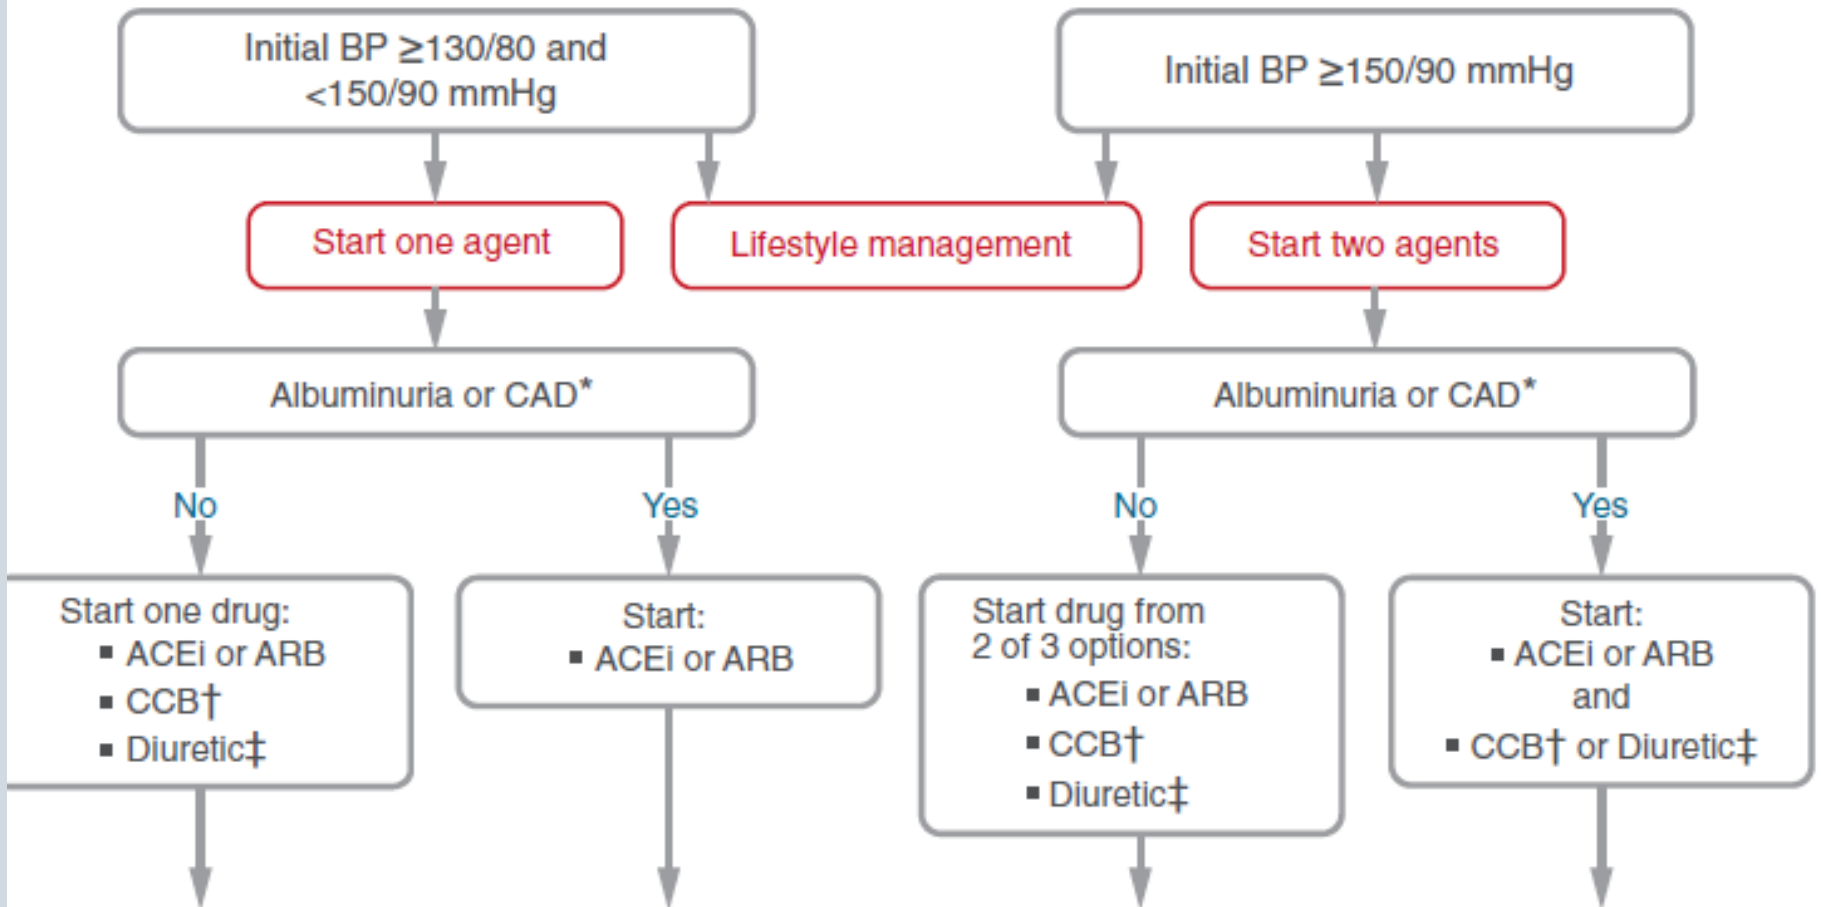 Initial BP ≥130/80 and
<150/90 mmHg
Initial BP ≥150/90 mmHg
Start one agent
Lifestyle management
Start two agents
Albuminuria or CAD*
Albuminuria or CAD*
No
Yes
No
Yes
Start one drug:
▪ ACEi or ARB
▪ CCB†
▪ Diuretic‡
Start:
▪ ACEi or ARB
Start drug from
2 of 3 options:
▪ ACEi or ARB
▪ CCB†
▪ Diuretic‡
Start:
▪ ACEi or ARB
and
▪ CCB† or Diuretic‡